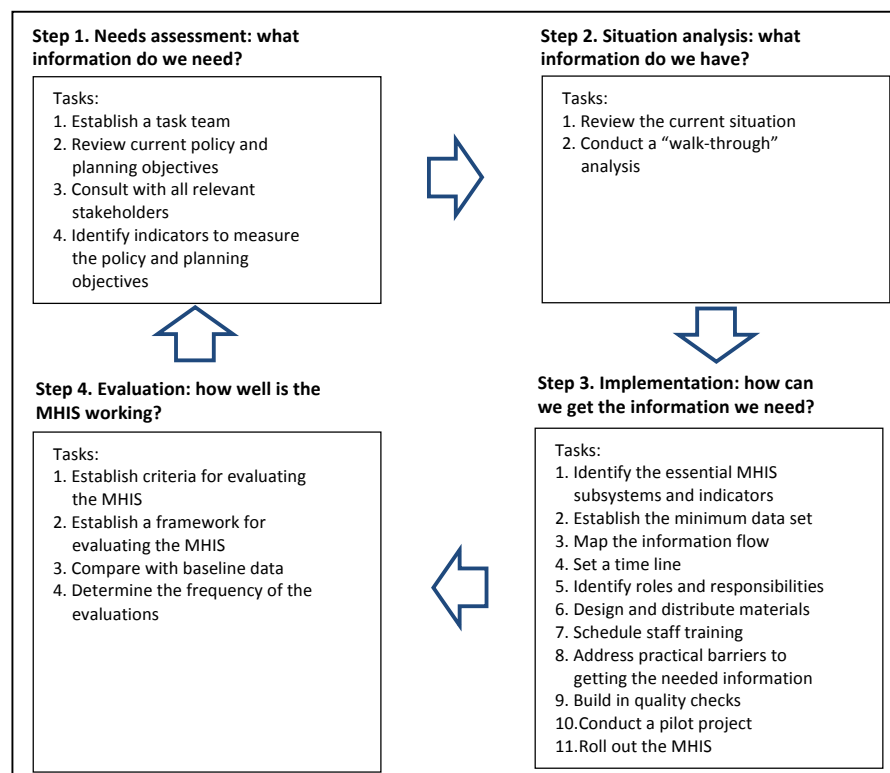 Step 1. Needs assessment: what
information do we need?
Tasks:
1. Establish a task team
2. Review current policy and
planning objectives
3. Consult with all relevant
stakeholders
4. Identify indicators to measure
the policy and planning
objectives
Step 2. Situation analysis: what
information do we have?
Tasks:
1. Review the current situation
2. Conduct a “walk-through”
analysis
Step 3. Implementation: how can
we get the information we need?
Tasks:
1. Identify the essential MHIS
subsystems and indicators
2. Establish the minimum data set
3. Map the information flow
4. Set a time line
5. Identify roles and responsibilities
6. Design and distribute materials
7. Schedule staff training
8. Address practical barriers to
getting the needed information
9. Build in quality checks
10.Conduct a pilot project
11.Roll out the MHIS
Step 4. Evaluation: how well is the
MHIS working?
Tasks:
1. Establish criteria for evaluating
the MHIS
2. Establish a framework for
evaluating the MHIS
3. Compare with baseline data
4. Determine the frequency of the
evaluations